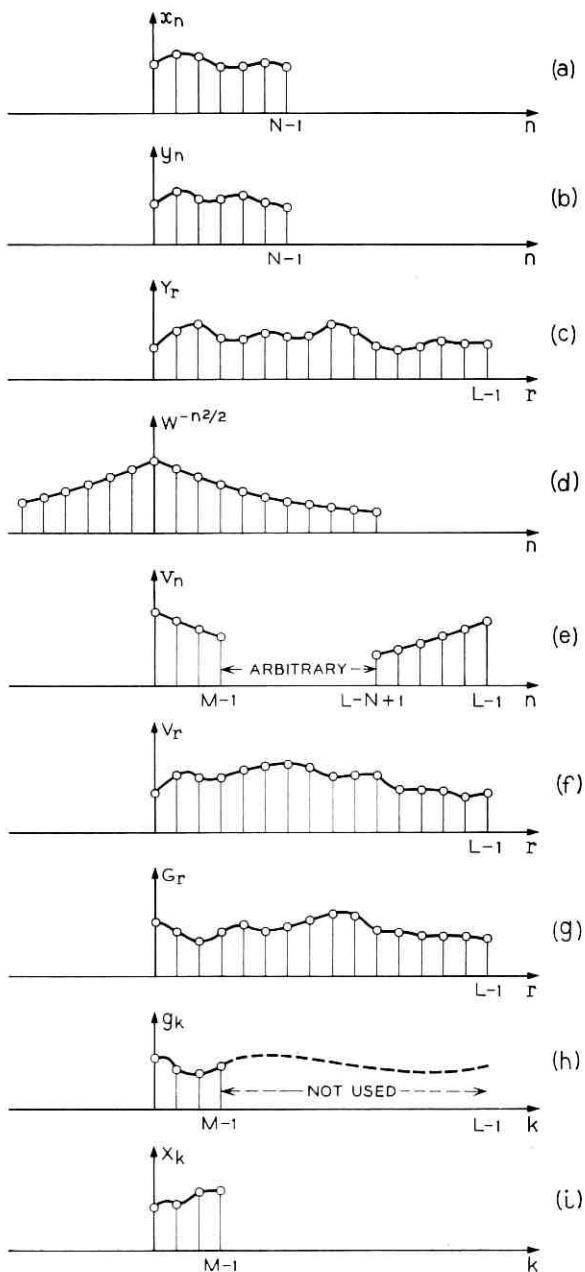 xₙ
(a)
N-1
n
yₙ
(b)
N-1
n
Yᵣ
(c)
L-1
r
W^{-n²/2}
(d)
n
Vₙ
(e)
ARBITRARY
M-1
L-N+1
L-1
n
Vᵣ
(f)
L-1
r
Gᵣ
(g)
L-1
r
gₖ
(h)
NOT USED
M-1
L-1
k
Xₖ
(i)
M-1
k